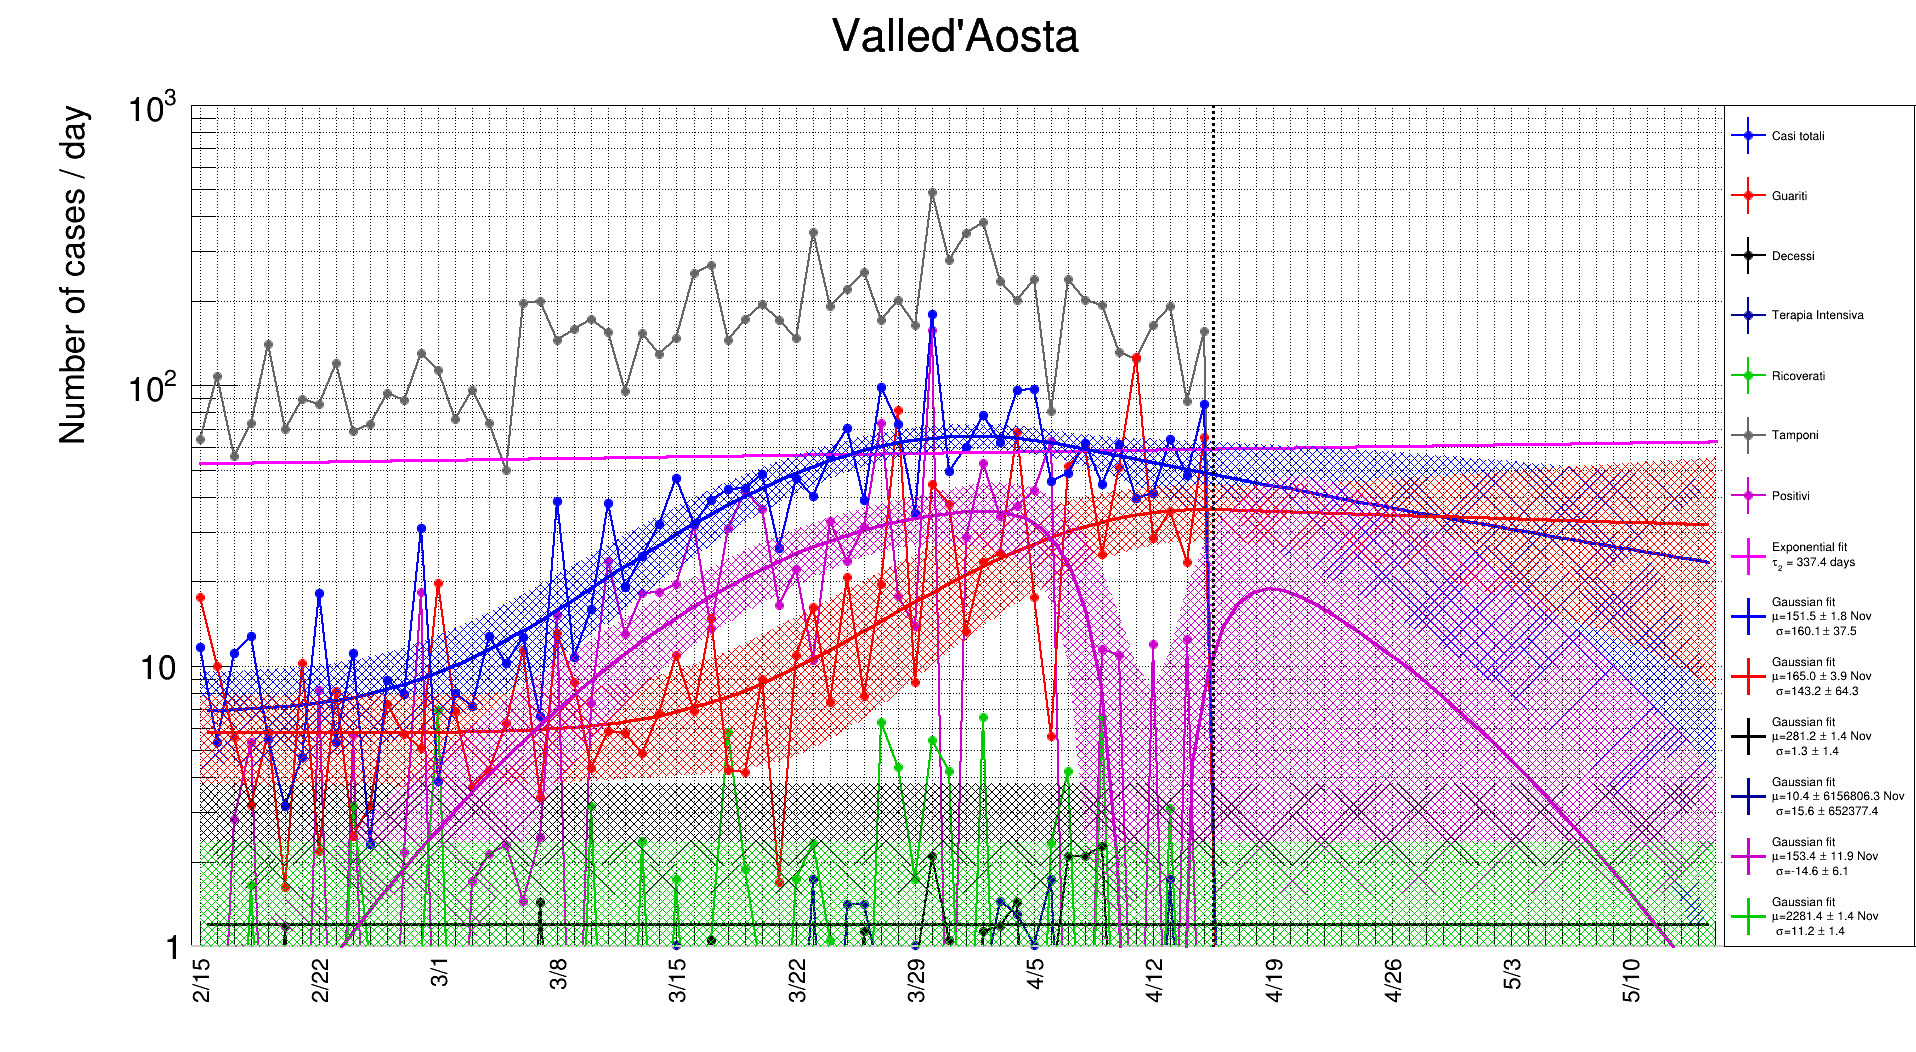 Valled'Aosta
Number of cases / day
10³
10²
10
1
2/15
2/22
3/1
3/8
3/15
3/22
3/29
4/5
4/12
4/19
4/26
5/3
5/10
Casi totali
Guariti
Decessi
Terapia Intensiva
Ricoverati
Tamponi
Positivi
Exponential fit
τ₂ = 337.4 days
Gaussian fit
μ=151.5 ± 1.8 Nov
σ=160.1 ± 37.5
Gaussian fit
μ=165.0 ± 3.9 Nov
σ=143.2 ± 64.3
Gaussian fit
μ=281.2 ± 1.4 Nov
σ=1.3 ± 1.4
Gaussian fit
μ=10.4 ± 6156806.3 Nov
σ=15.6 ± 652377.4
Gaussian fit
μ=153.4 ± 11.9 Nov
σ=-14.6 ± 6.1
Gaussian fit
μ=2281.4 ± 1.4 Nov
σ=11.2 ± 1.4